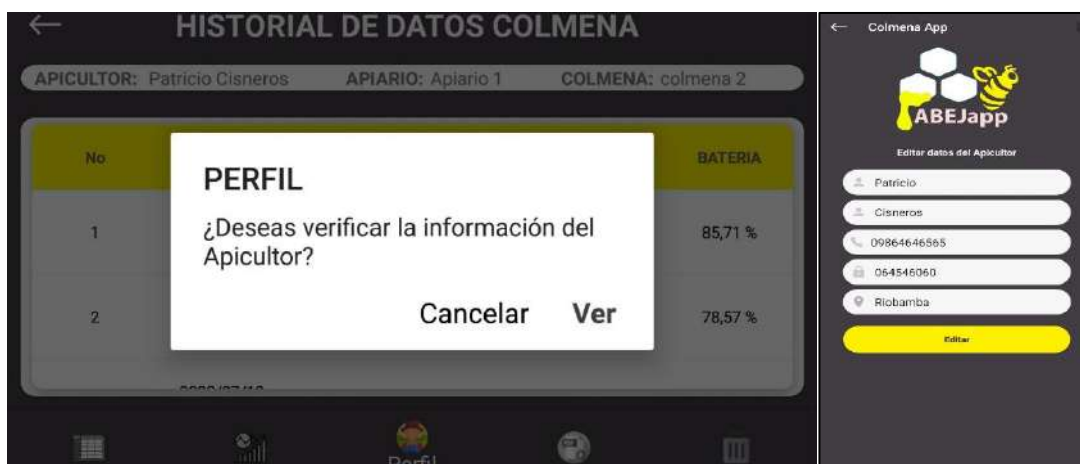 HISTORIAL DE DATOS COLMENA
APICULTOR: Patricio Cisneros APIARIO: Apiario 1 COLMENA: colmena 2
No BATERIA
PERFIL
¿Deseas verificar la información del
Apicultor?
Cancelar Ver
1 85,71 %
2 78,57 %
Perfil
Colmena App
ABEJapp
Editar datos del Apicultor
Patricio
Cisneros
09864646565
064546060
Riobamba
Editar